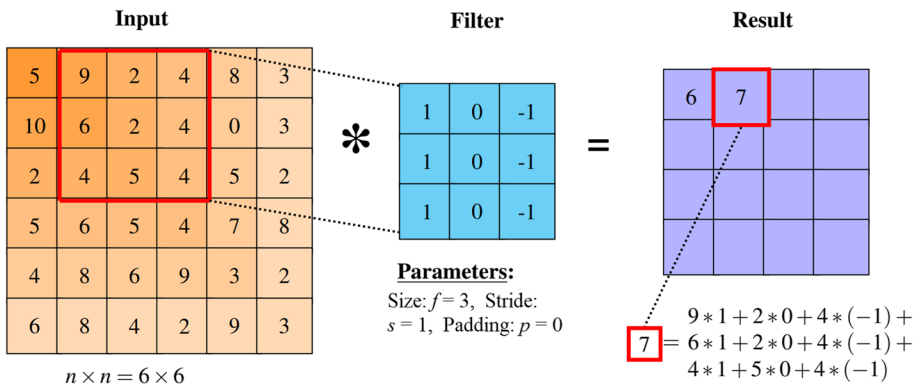 Input
Filter
Result
5 9 2 4 8 3
10 6 2 4 0 3
2 4 5 4 5 2
5 6 5 4 7 8
4 8 6 9 3 2
6 8 4 2 9 3
n × n = 6 × 6
*
1 0 -1
1 0 -1
1 0 -1
Parameters:
Size: f = 3, Stride:
s = 1, Padding: p = 0
=
6 7
9 * 1 + 2 * 0 + 4 * (−1) +
7 = 6 * 1 + 2 * 0 + 4 * (−1) +
4 * 1 + 5 * 0 + 4 * (−1)